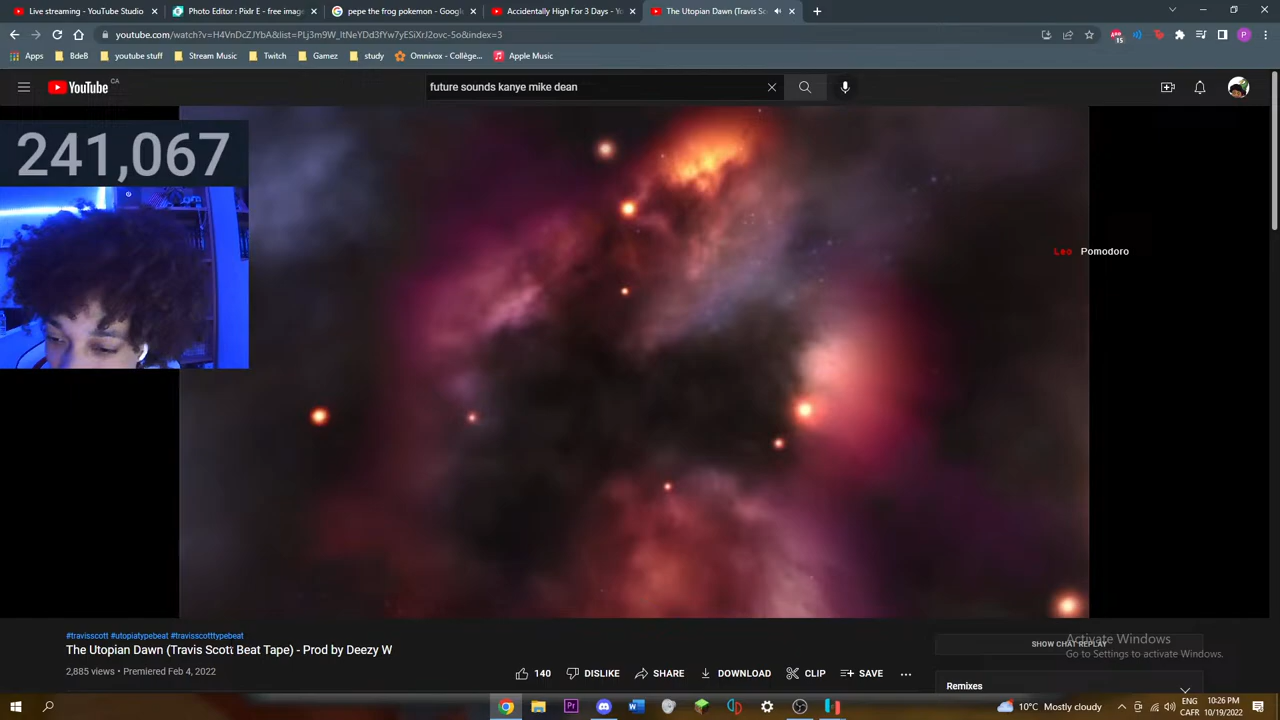 Live streaming - YouTube Studio
Photo Editor : Pixlr E - free imag
pepe the frog pokemon - Googl
Accidentally High For 3 Days - Yo
The Utopian Dawn (Travis Sc
youtube.com/watch?v=H4VnDcZJYbA&list=PLj3m9W_ltNeYDd3fYw7yESiXrJ2ovc-5o&index=3
Apps
BdeB
youtube stuff
Stream Music
Twitch
Gamez
study
Omnivox - Collège...
Apple Music
YouTube CA
future sounds kanye mike dean
241,067
Leo Pomodoro
#travisscott #utopiatypebeat #travisscotttypebeat
The Utopian Dawn (Travis Scott Beat Tape) - Prod by Deezy W
2,885 views • Premiered Feb 4, 2022
140
DISLIKE
SHARE
DOWNLOAD
CLIP
SAVE
SHOW CHAT REPLAY
Activate Windows
Go to Settings to activate Windows.
Remixes
10°C Mostly cloudy
ENG
CAFR
10:26 PM
10/19/2022